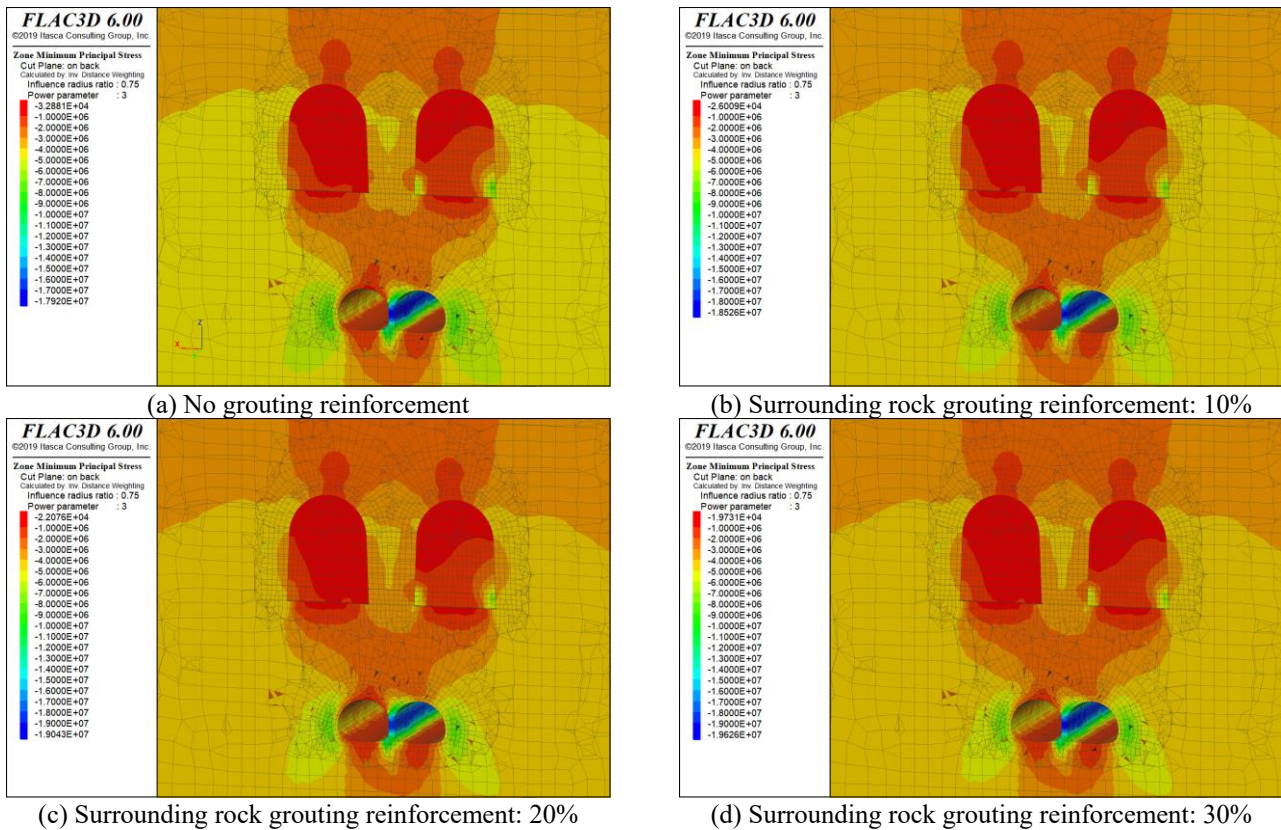 FLAC3D 6.00
©2019 Itasca Consulting Group, Inc.
Zone Minimum Principal Stress
Cut Plane: on back
Calculated by: Inv. Distance Weighting
Influence radius ratio : 0.75
Power parameter : 3
-3.2881E+04
-1.0000E+06
-2.0000E+06
-3.0000E+06
-4.0000E+06
-5.0000E+06
-6.0000E+06
-7.0000E+06
-8.0000E+06
-9.0000E+06
-1.0000E+07
-1.1000E+07
-1.2000E+07
-1.3000E+07
-1.4000E+07
-1.5000E+07
-1.6000E+07
-1.7000E+07
-1.7920E+07
Z
X
(a) No grouting reinforcement
FLAC3D 6.00
©2019 Itasca Consulting Group, Inc.
Zone Minimum Principal Stress
Cut Plane: on back
Calculated by: Inv. Distance Weighting
Influence radius ratio : 0.75
Power parameter : 3
-2.6009E+04
-1.0000E+06
-2.0000E+06
-3.0000E+06
-4.0000E+06
-5.0000E+06
-6.0000E+06
-7.0000E+06
-8.0000E+06
-9.0000E+06
-1.0000E+07
-1.1000E+07
-1.2000E+07
-1.3000E+07
-1.4000E+07
-1.5000E+07
-1.6000E+07
-1.7000E+07
-1.8000E+07
-1.8526E+07
(b) Surrounding rock grouting reinforcement: 10%
FLAC3D 6.00
©2019 Itasca Consulting Group, Inc.
Zone Minimum Principal Stress
Cut Plane: on back
Calculated by: Inv. Distance Weighting
Influence radius ratio : 0.75
Power parameter : 3
-2.2076E+04
-1.0000E+06
-2.0000E+06
-3.0000E+06
-4.0000E+06
-5.0000E+06
-6.0000E+06
-7.0000E+06
-8.0000E+06
-9.0000E+06
-1.0000E+07
-1.1000E+07
-1.2000E+07
-1.3000E+07
-1.4000E+07
-1.5000E+07
-1.6000E+07
-1.7000E+07
-1.8000E+07
-1.9000E+07
-1.9043E+07
(c) Surrounding rock grouting reinforcement: 20%
FLAC3D 6.00
©2019 Itasca Consulting Group, Inc.
Zone Minimum Principal Stress
Cut Plane: on back
Calculated by: Inv. Distance Weighting
Influence radius ratio : 0.75
Power parameter : 3
-1.9731E+04
-1.0000E+06
-2.0000E+06
-3.0000E+06
-4.0000E+06
-5.0000E+06
-6.0000E+06
-7.0000E+06
-8.0000E+06
-9.0000E+06
-1.0000E+07
-1.1000E+07
-1.2000E+07
-1.3000E+07
-1.4000E+07
-1.5000E+07
-1.6000E+07
-1.7000E+07
-1.8000E+07
-1.9000E+07
-1.9626E+07
(d) Surrounding rock grouting reinforcement: 30%